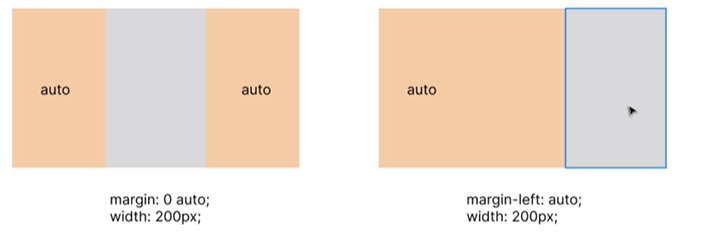 auto
auto
auto
margin: 0 auto;
width: 200px;
margin-left: auto;
width: 200px;